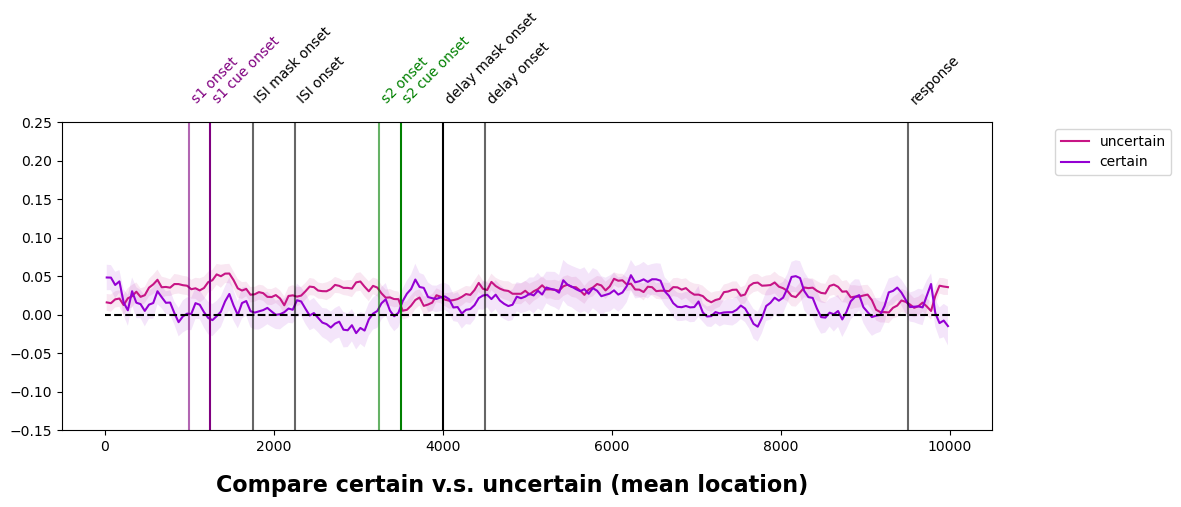 s1 onset
s1 cue onset
ISI mask onset
ISI onset
s2 onset
s2 cue onset
delay mask onset
delay onset
response
0.25
0.20
0.15
0.10
0.05
0.00
−0.05
−0.10
−0.15
0
2000
4000
6000
8000
10000
uncertain
certain
Compare certain v.s. uncertain (mean location)